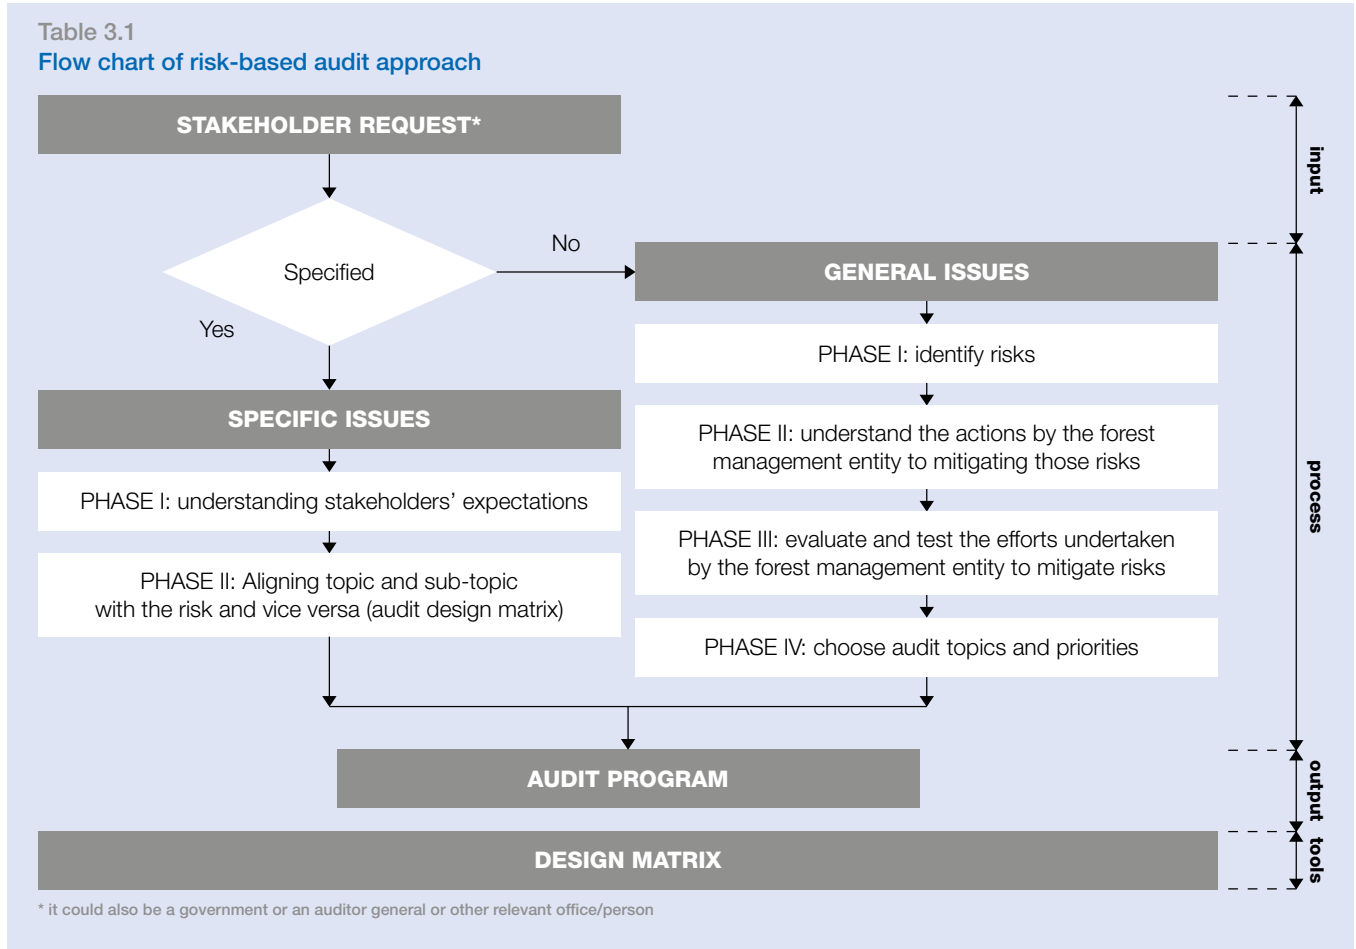 Table 3.1
Flow chart of risk-based audit approach
STAKEHOLDER REQUEST*
input
No
Specified
GENERAL ISSUES
Yes
PHASE I: identify risks
SPECIFIC ISSUES
PHASE II: understand the actions by the forest
management entity to mitigating those risks
process
PHASE I: understanding stakeholders’ expectations
PHASE III: evaluate and test the efforts undertaken
by the forest management entity to mitigate risks
PHASE II: Aligning topic and sub-topic
with the risk and vice versa (audit design matrix)
PHASE IV: choose audit topics and priorities
AUDIT PROGRAM
output
DESIGN MATRIX
tools
* it could also be a government or an auditor general or other relevant office/person